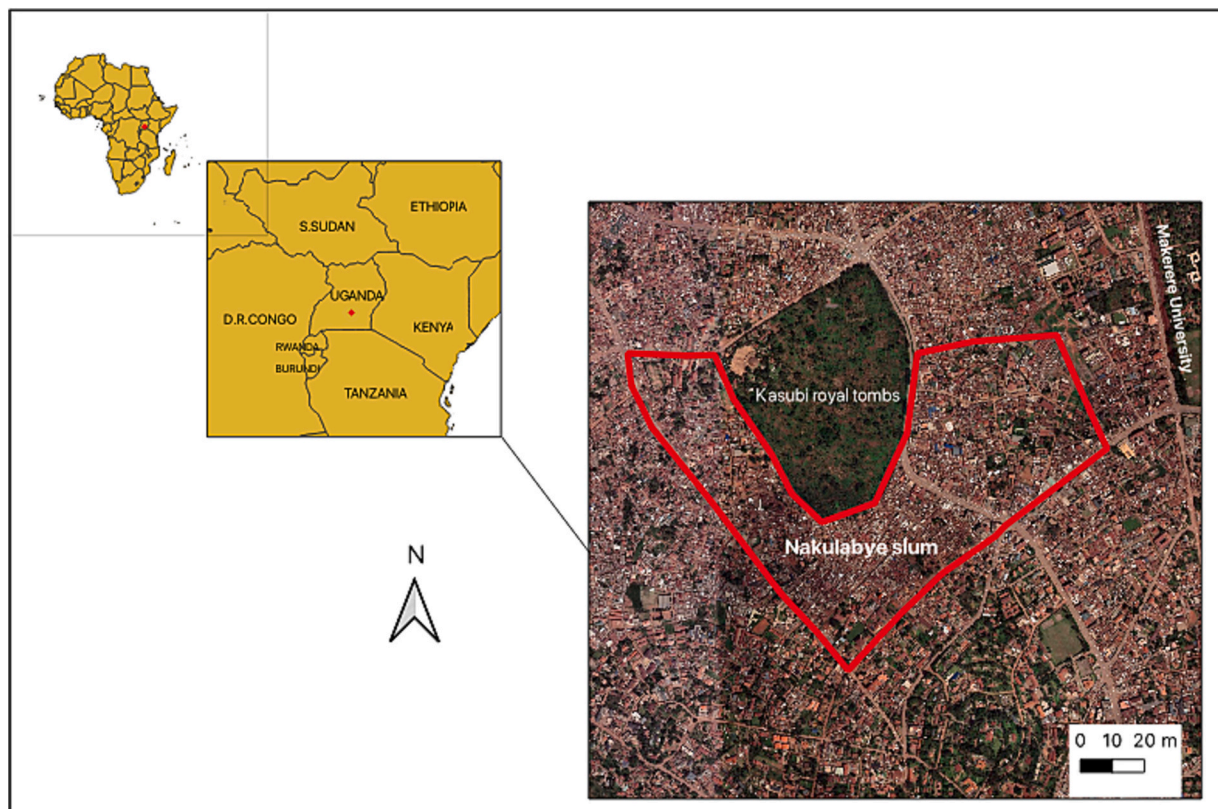 ETHIOPIA
S.SUDAN
UGANDA
D.R.CONGO
KENYA
RWANDA
BURUNDI
TANZANIA
N
Makerere University
Kasubi royal tombs
Nakulabye slum
0 10 20 m